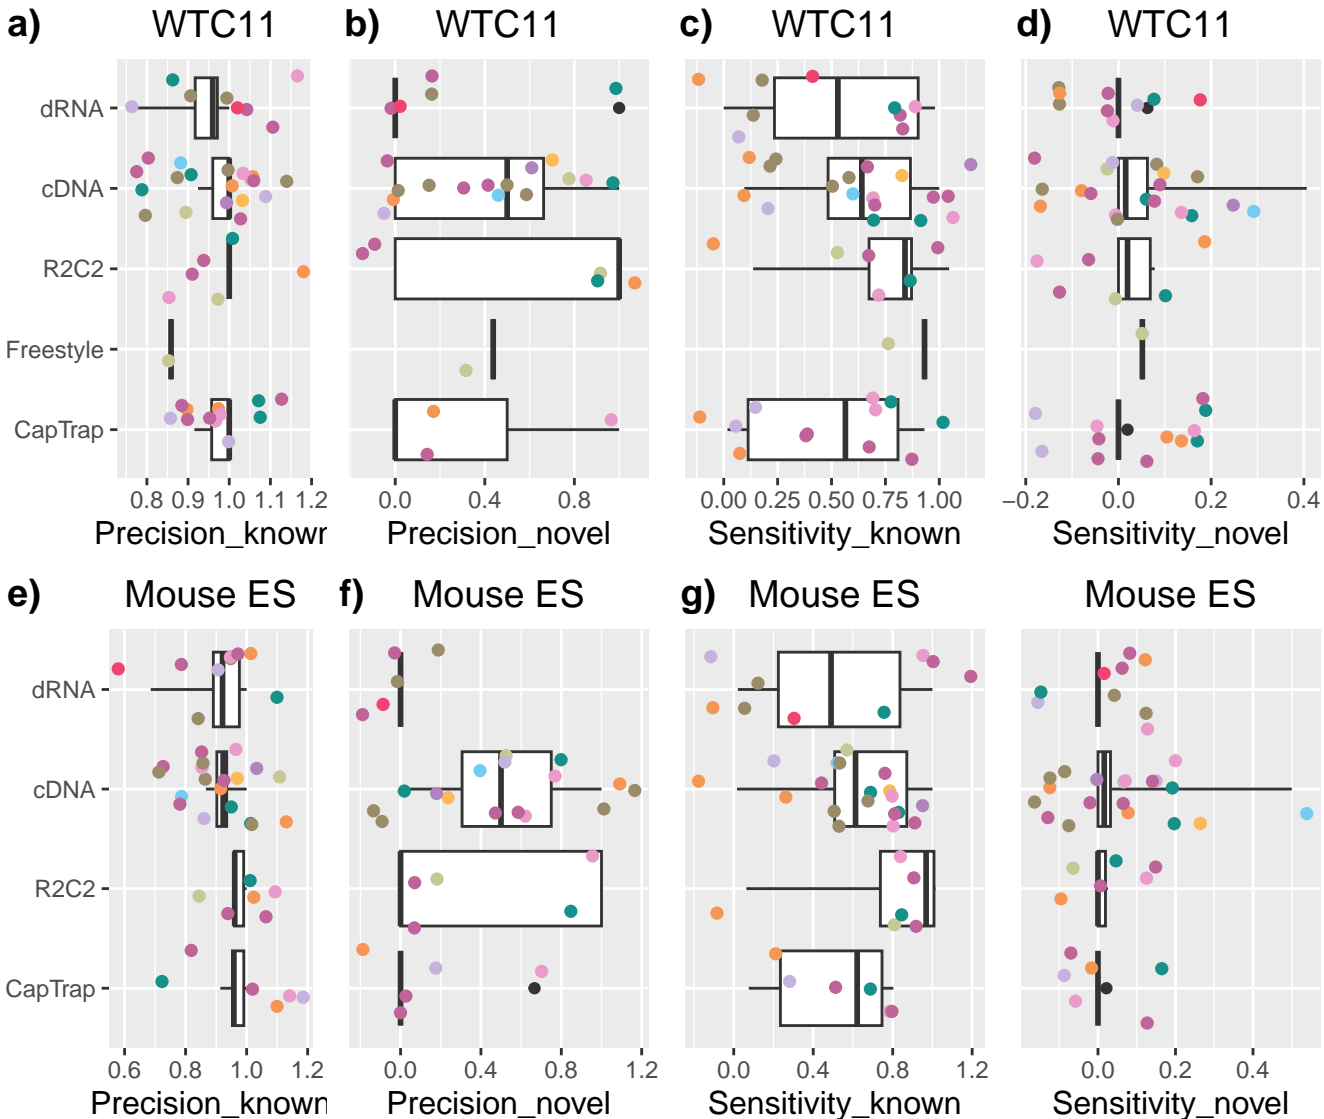 a) WTC11 b) WTC11 c) WTC11 d) WTC11
dRNA
cDNA
R2C2
Freestyle
CapTrap
0.8 0.9 1.0 1.1 1.2 0.0 0.4 0.8 0.00 0.25 0.50 0.75 1.00 −0.2 0.0 0.2 0.4
Precision_known Precision_novel Sensitivity_known Sensitivity_novel
e) Mouse ES f) Mouse ES g) Mouse ES Mouse ES
dRNA
cDNA
R2C2
CapTrap
0.6 0.8 1.0 1.2 0.0 0.4 0.8 1.2 0.0 0.4 0.8 1.2 0.0 0.2 0.4
Precision_known Precision_novel Sensitivity_known Sensitivity_novel